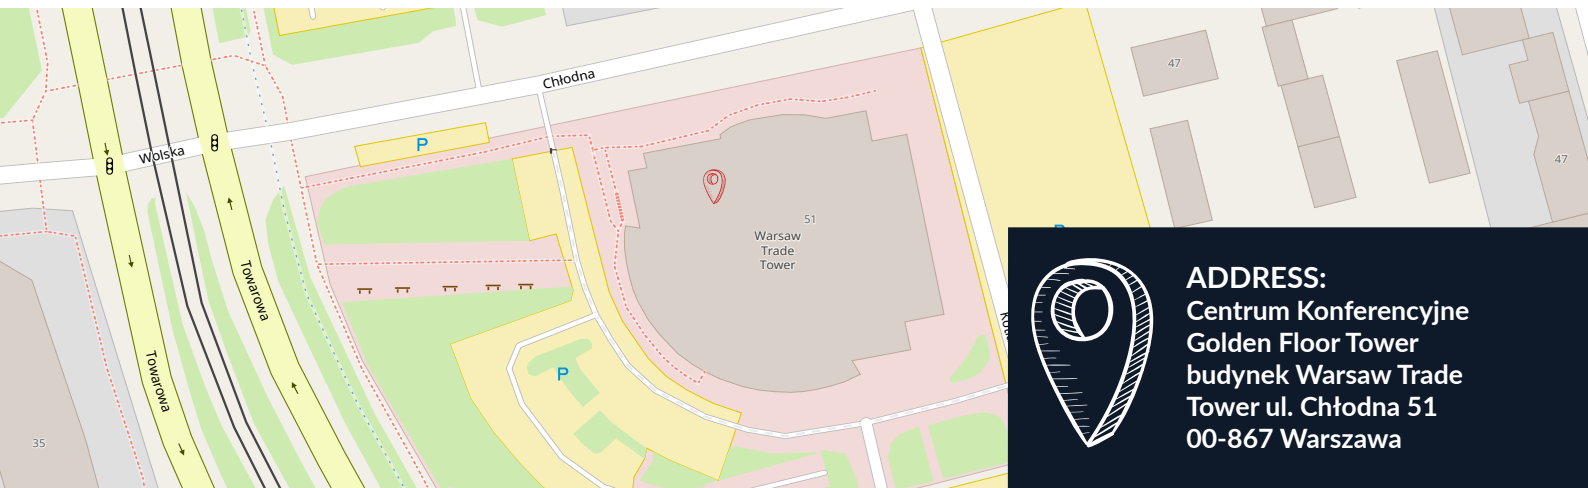 Chłodna
47
P
Wolska
47
51
Warsaw
Trade
Tower
Towarowa
Towarowa
P
35
ADDRESS:
Centrum Konferencyjne
Golden Floor Tower
budynek Warsaw Trade
Tower ul. Chłodna 51
00-867 Warszawa